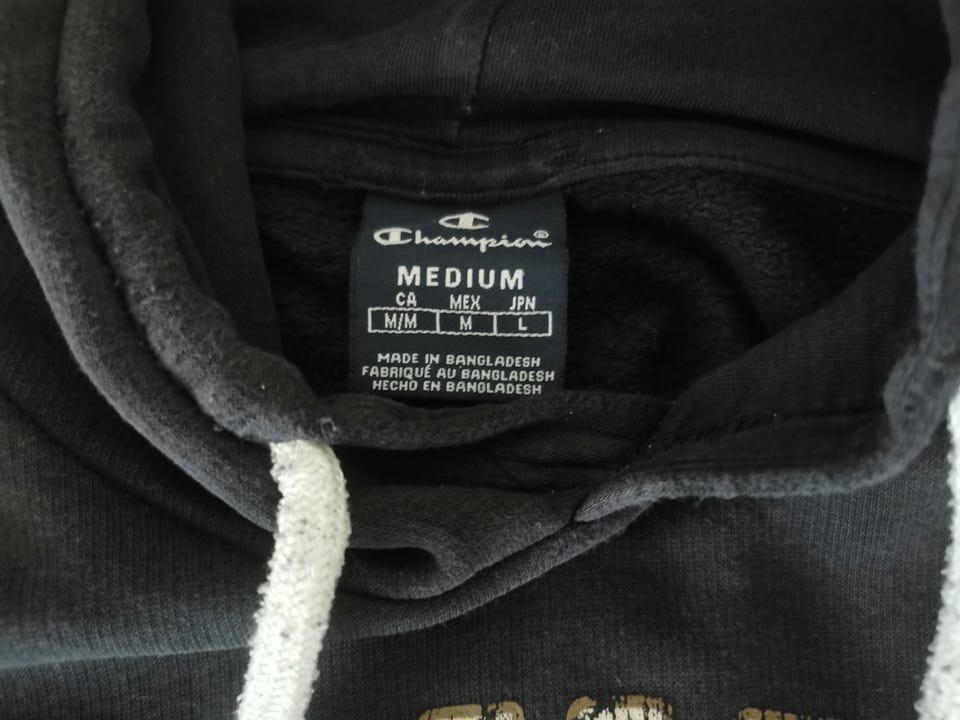 Champion®
MEDIUM
CA MEX JPN
M/M M L
MADE IN BANGLADESH
FABRIQUÉ AU BANGLADESH
HECHO EN BANGLADESH